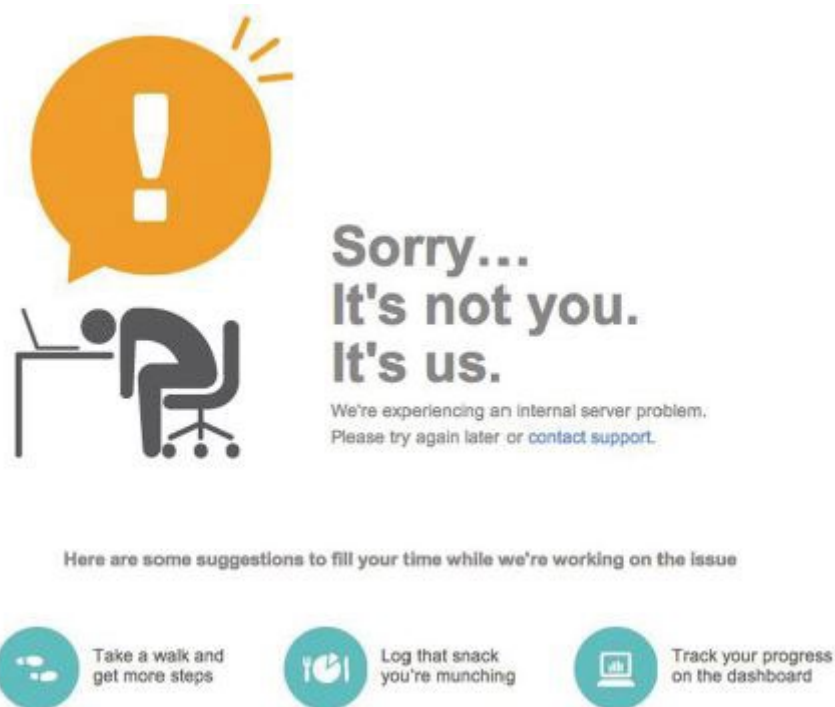 !
Sorry...
It's not you.
It's us.
We're experiencing an internal server problem.
Please try again later or contact support.
Here are some suggestions to fill your time while we're working on the issue
Take a walk and
get more steps
Log that snack
you're munching
Track your progress
on the dashboard